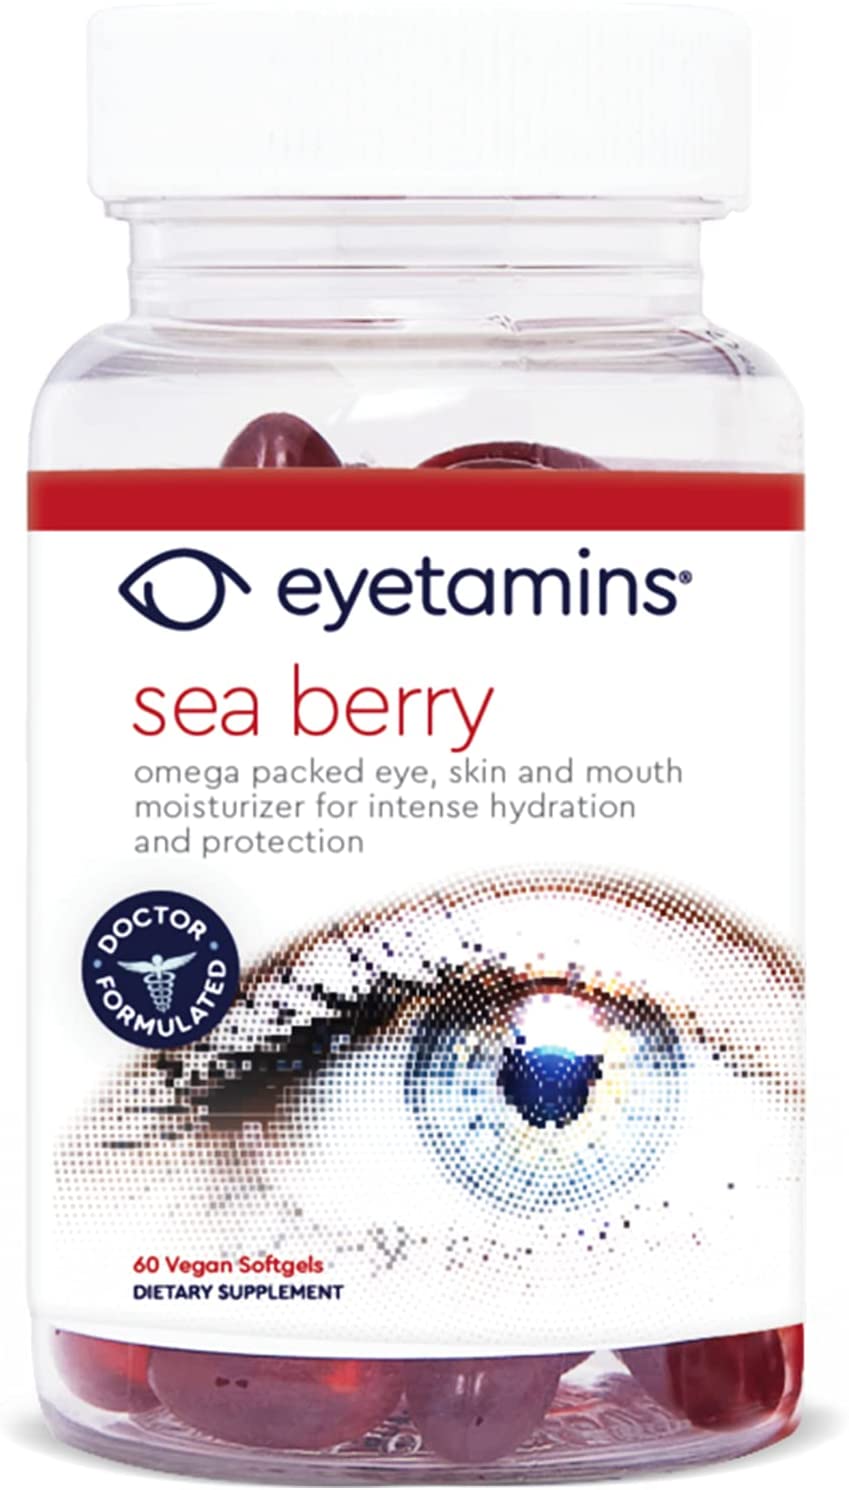 eyetamins®
sea berry
omega packed eye, skin and mouth
moisturizer for intense hydration
and protection
DOCTOR
FORMULATED
60 Vegan Softgels
DIETARY SUPPLEMENT